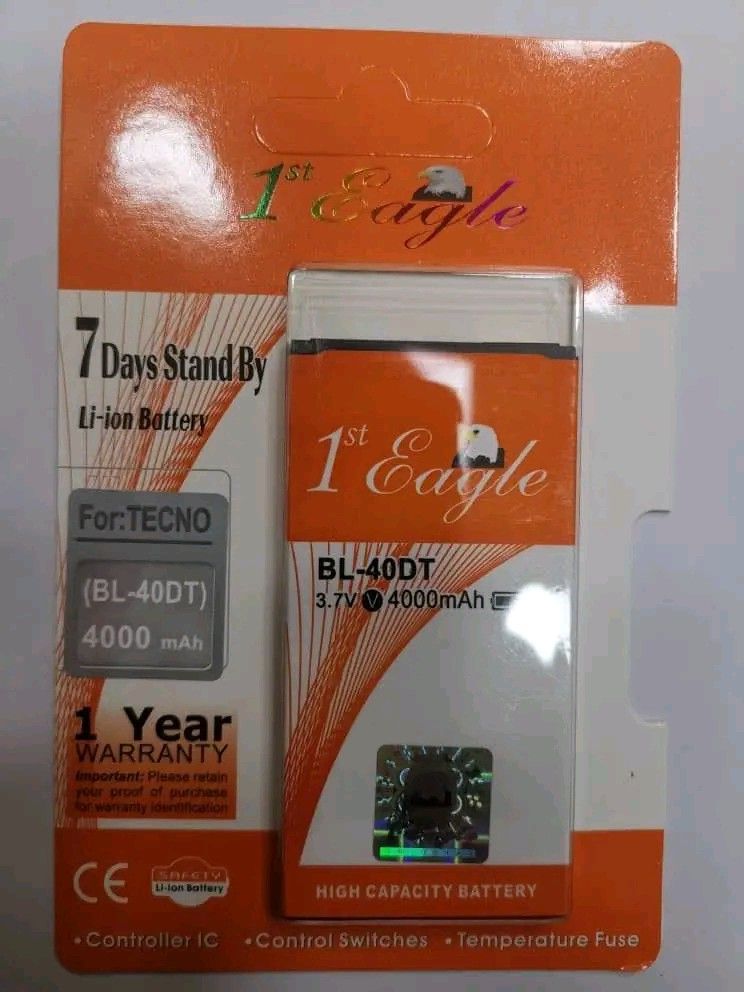 1st Eagle
7 Days Stand By
Li-ion Battery
For:TECNO
(BL-40DT)
4000 mAh
1 Year
WARRANTY
Important: Please retain
your proof of purchase
for warranty identification
CE
SAFETY
Li-Ion Battery
1st Eagle
BL-40DT
3.7V V 4000mAh
HIGH CAPACITY BATTERY
•Controller IC •Control Switches •Temperature Fuse